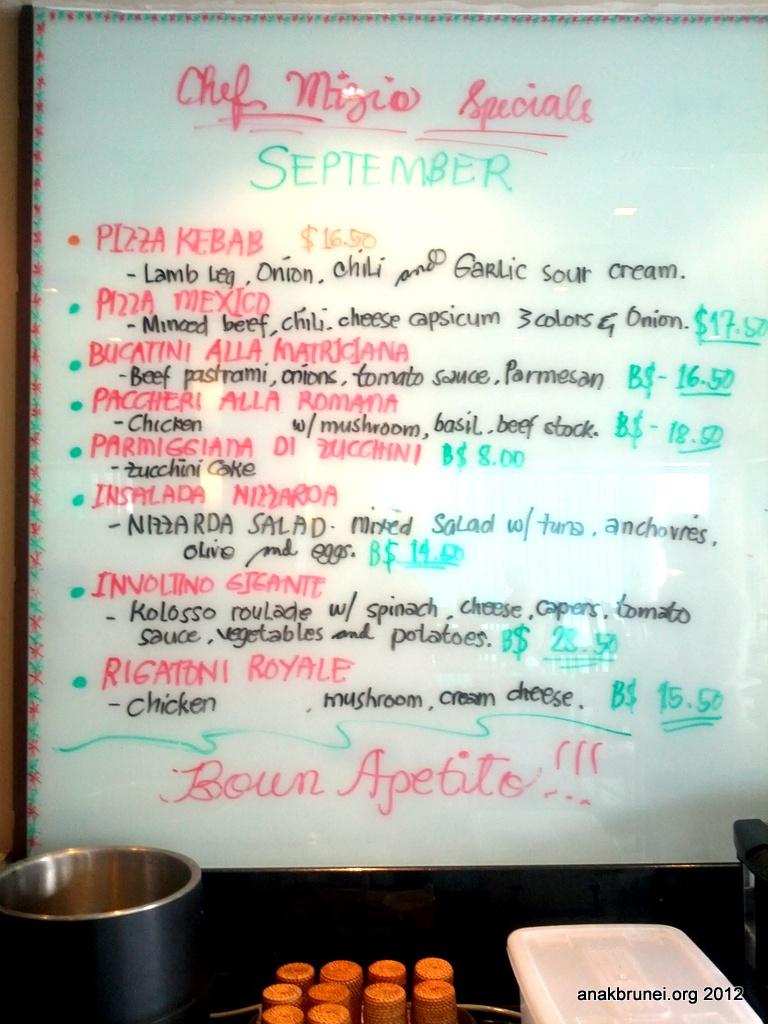 Chef Mizio Specials
SEPTEMBER
• PIZZA KEBAB $16.50
- Lamb Leg, Onion, chili and Garlic sour cream.
• PIZZA MEXICO
- Minced beef, chili, cheese capsicum 3 colors & Onion. $17.50
• BUCATINI ALLA MATRICIANA
- Beef pastrami, onions, tomato sauce, Parmesan B$- 16.50
• PACCHERI ALLA ROMANA
- Chicken w/ mushroom, basil, beef stock. B$- 18.50
• PARMIGGIANA DI ZUCCHINI B$ 8.00
- zucchini Cake
• INSALADA NIZZARDA
- NIZZARDA SALAD- mixed Salad w/ tuna, anchovies,
olive and eggs. B$ 14.50
• INVOLTINO GIGANTE
- Kolosso roulade w/ spinach, cheese, capers, tomato
sauce, vegetables and potatoes. B$ 28.50
• RIGATONI ROYALE
- Chicken , mushroom, cream cheese. B$ 15.50
Boun Apetito!!!
anakbrunei.org 2012